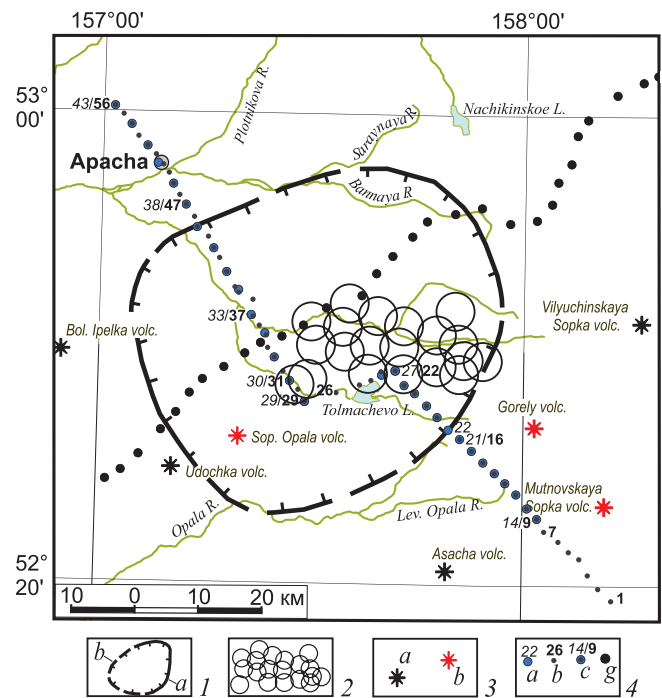 157°00'
158°00'
53°
00'
43/56
Plotnikova R.
Nachikinskoe L.
Saraynaya R.
Apacha
Bannaya R
38/47
33/37
Vilyuchinskaya
Sopka volc.
Bol. Ipelka volc.
30/31
29/29
26
27/22
Tolmachevo L.
Gorely volc.
Sop. Opala volc.
22
21/16
Udochka volc.
Mutnovskaya
Sopka volc.
Opala R.
Lev. Opala R.
14/9
7
Asacha volc.
52°
20'
1
10 0 10 20 км
b a 1
2
a b 3
22 26 14/9
a b c g 4